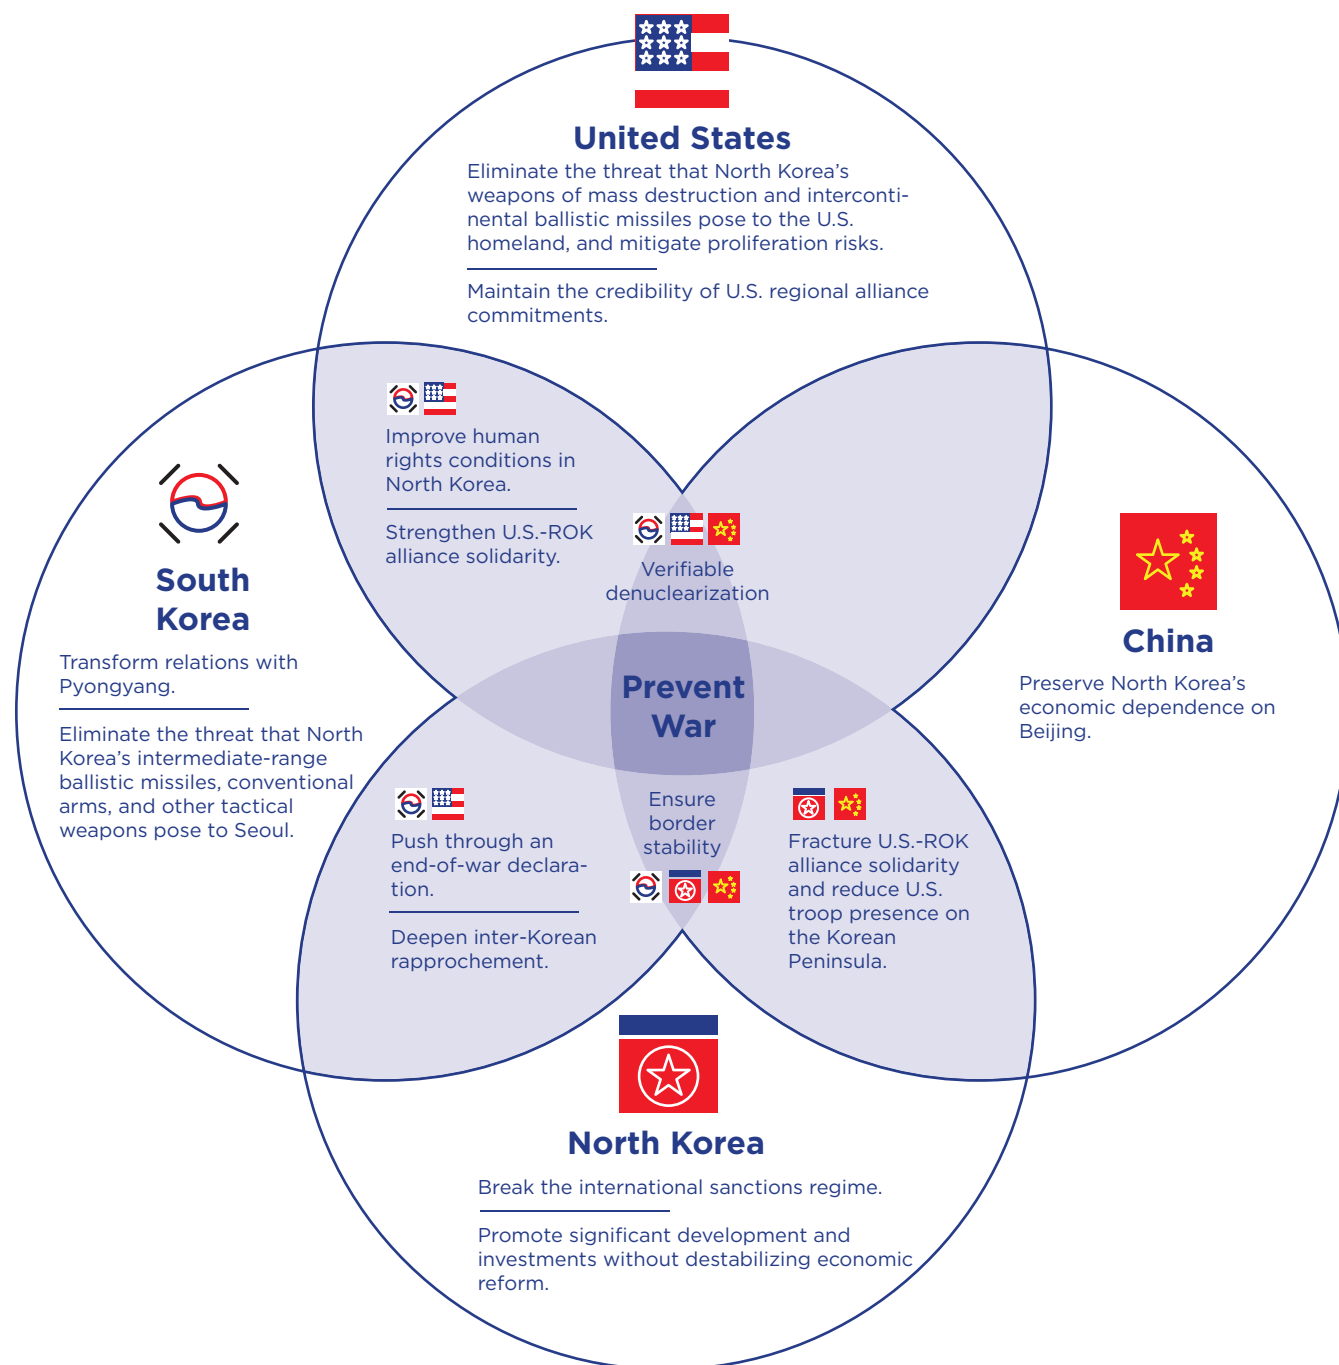 United States
Eliminate the threat that North Korea’s
weapons of mass destruction and interconti-
nental ballistic missiles pose to the U.S.
homeland, and mitigate proliferation risks.
Maintain the credibility of U.S. regional alliance
commitments.
Improve human
rights conditions in
North Korea.
Strengthen U.S.-ROK
alliance solidarity.
Verifiable
denuclearization
South
Korea
Transform relations with
Pyongyang.
Eliminate the threat that North
Korea’s intermediate-range
ballistic missiles, conventional
arms, and other tactical
weapons pose to Seoul.
Prevent
War
China
Preserve North Korea’s
economic dependence on
Beijing.
Push through an
end-of-war declara-
tion.
Deepen inter-Korean
rapprochement.
Ensure
border
stability
Fracture U.S.-ROK
alliance solidarity
and reduce U.S.
troop presence on
the Korean
Peninsula.
North Korea
Break the international sanctions regime.
Promote significant development and
investments without destabilizing economic
reform.